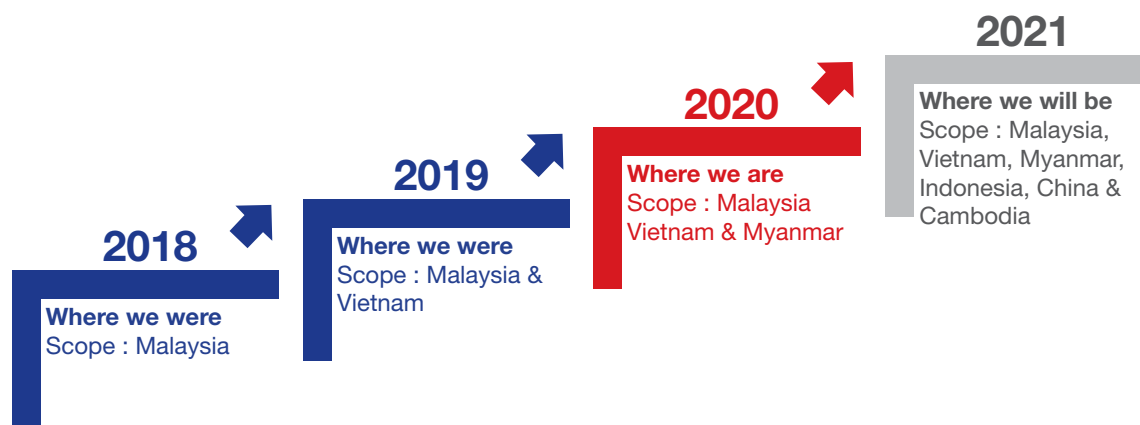 2018
Where we were
Scope : Malaysia
2019
Where we were
Scope : Malaysia &
Vietnam
2020
Where we are
Scope : Malaysia
Vietnam & Myanmar
2021
Where we will be
Scope : Malaysia,
Vietnam, Myanmar,
Indonesia, China &
Cambodia